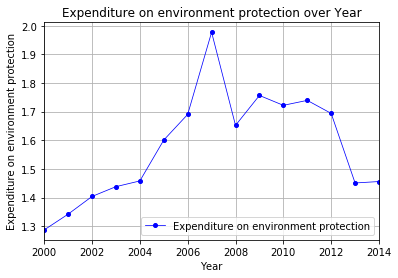 Expenditure on environment protection over Year
Expenditure on environment protection
2.0
1.9
1.8
1.7
1.6
1.5
1.4
1.3
Expenditure on environment protection
2000 2002 2004 2006 2008 2010 2012 2014
Year